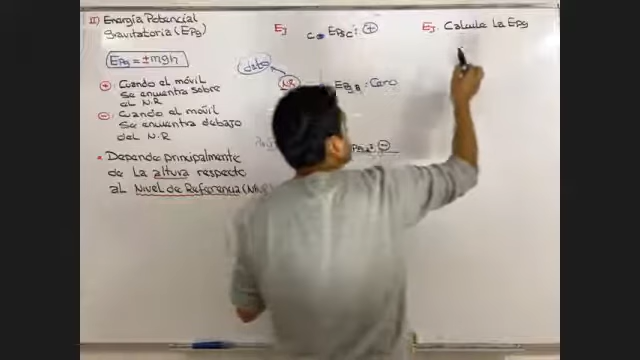 II) Energía Potencial
Gravitatoria (EPg)
EPg = ±mgh
⊕: Cuando el móvil
se encuentra sobre
el N.R
⊖: Cuando el móvil
se encuentra debajo
del N.R
* Depende principalmente
de la altura respecto
al Nivel de Referencia (N.R)
Ej
C EPgC: ⊕
dato
N.R
EPgB: Cero
⊖
Ej. Calcule la EPg